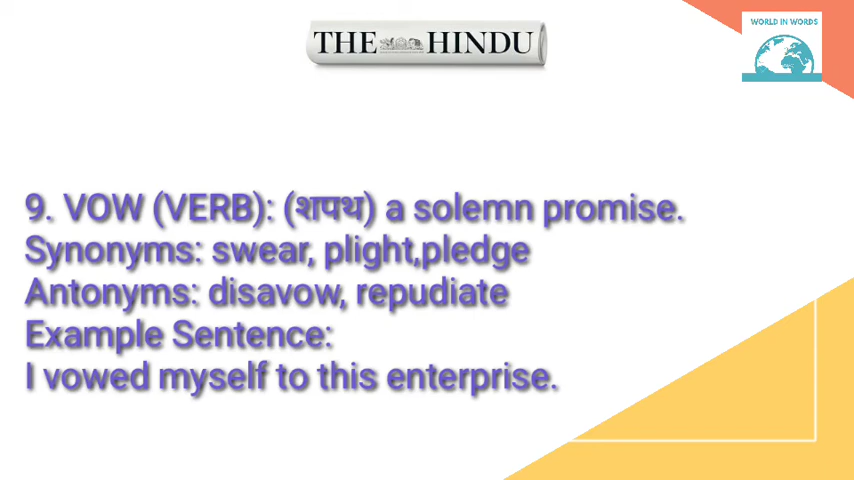 THE HINDU
WORLD IN WORDS
9. VOW (VERB): (शपथ) a solemn promise.
Synonyms: swear, plight,pledge
Antonyms: disavow, repudiate
Example Sentence:
I vowed myself to this enterprise.